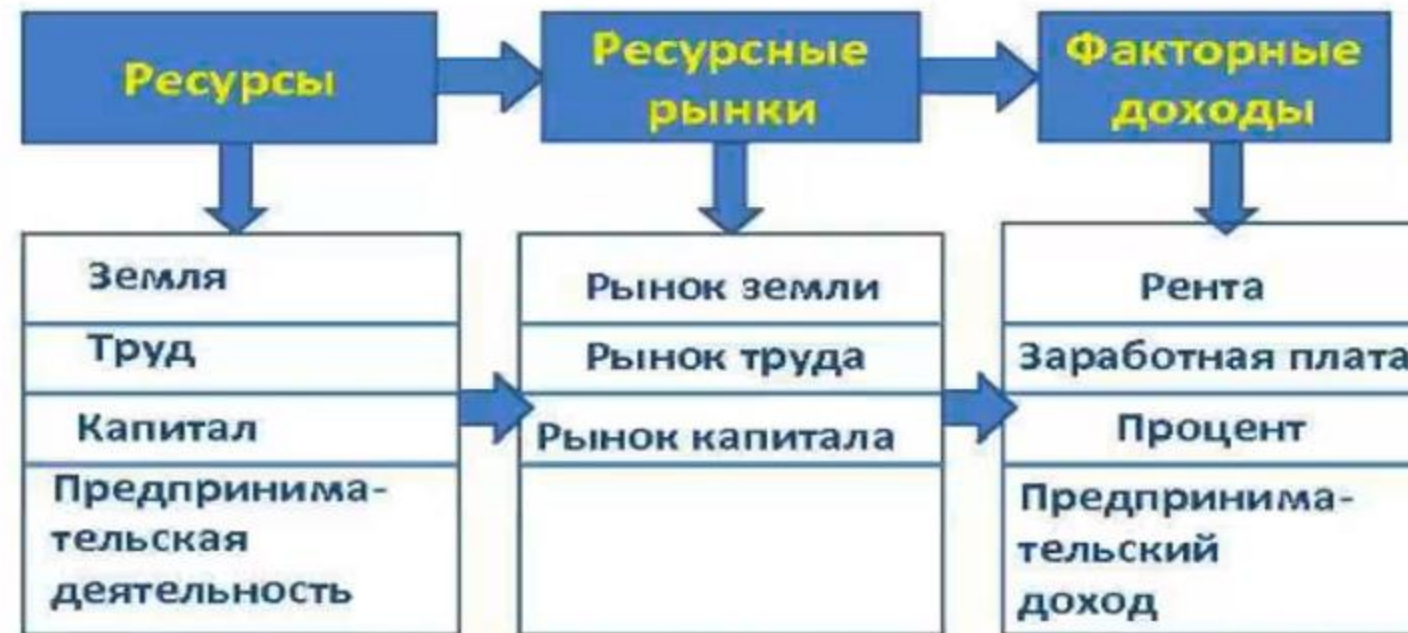 Ресурсы
Ресурсные
рынки
Факторные
доходы
Земля
Труд
Капитал
Предпринима-
тельская
деятельность
Рынок земли
Рынок труда
Рынок капитала
Рента
Заработная плата
Процент
Предпринима-
тельский
доход